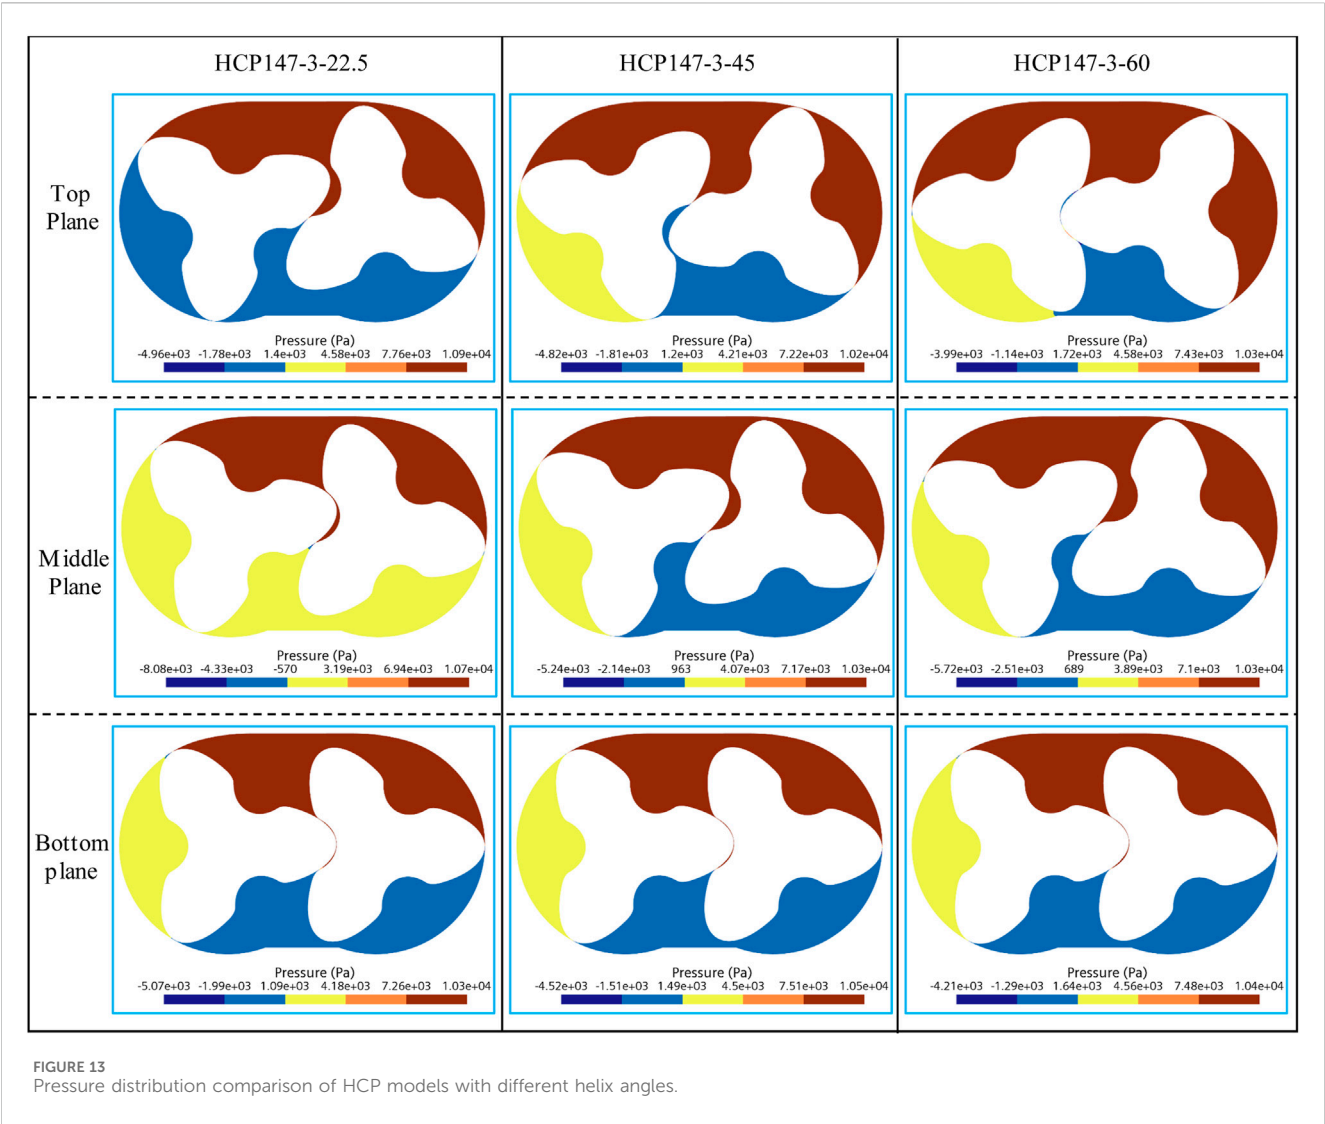 HCP147-3-22.5 HCP147-3-45 HCP147-3-60
Top
Plane
Pressure (Pa) Pressure (Pa) Pressure (Pa)
-4.96e+03 -1.78e+03 1.4e+03 4.58e+03 7.76e+03 1.09e+04 -4.82e+03 -1.81e+03 1.2e+03 4.21e+03 7.22e+03 1.02e+04 -3.99e+03 -1.14e+03 1.72e+03 4.58e+03 7.43e+03 1.03e+04
Middle
Plane
Pressure (Pa) Pressure (Pa) Pressure (Pa)
-8.08e+03 -4.33e+03 -570 3.19e+03 6.94e+03 1.07e+04 -5.24e+03 -2.14e+03 963 4.07e+03 7.17e+03 1.03e+04 -5.72e+03 -2.51e+03 689 3.89e+03 7.1e+03 1.03e+04
Bottom
plane
Pressure (Pa) Pressure (Pa) Pressure (Pa)
-5.07e+03 -1.99e+03 1.09e+03 4.18e+03 7.26e+03 1.03e+04 -4.52e+03 -1.51e+03 1.49e+03 4.5e+03 7.51e+03 1.05e+04 -4.21e+03 -1.29e+03 1.64e+03 4.56e+03 7.48e+03 1.04e+04
FIGURE 13
Pressure distribution comparison of HCP models with different helix angles.